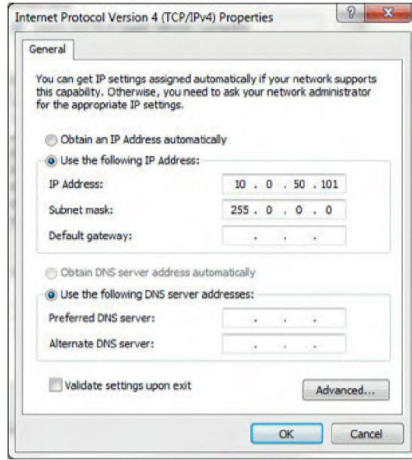 Internet Protocol Version 4 (TCP/IPv4) Properties
General
You can get IP settings assigned automatically if your network supports
this capability. Otherwise, you need to ask your network administrator
for the appropriate IP settings.
Obtain an IP Address automatically
Use the following IP Address:
IP Address: 10 . 0 . 50 . 101
Subnet mask: 255 . 0 . 0 . 0
Default gateway: . . .
Obtain DNS server address automatically
Use the following DNS server addresses:
Preferred DNS server: . . .
Alternate DNS server: . . .
Validate settings upon exit
Advanced...
OK Cancel